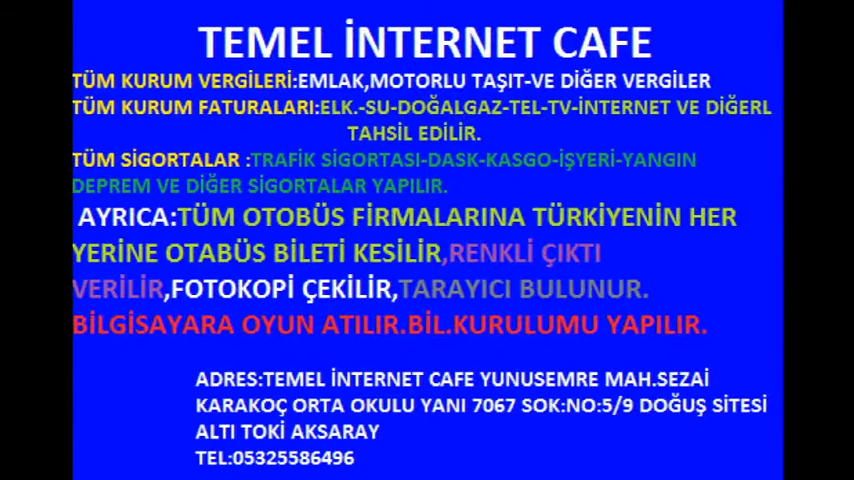 TEMEL İNTERNET CAFE
TÜM KURUM VERGİLERİ:EMLAK,MOTORLU TAŞIT-VE DİĞER VERGİLER
TÜM KURUM FATURALARI:ELK.-SU-DOĞALGAZ-TEL-TV-İNTERNET VE DİĞERL
TAHSİL EDİLİR.
TÜM SİGORTALAR :TRAFİK SİGORTASI-DASK-KASGO-İŞYERİ-YANGIN
DEPREM VE DİĞER SİGORTALAR YAPILIR.
AYRICA:TÜM OTOBÜS FİRMALARINA TÜRKİYENİN HER
YERİNE OTABÜS BİLETİ KESİLİR,RENKLİ ÇIKTI
VERİLİR,FOTOKOPİ ÇEKİLİR,TARAYICI BULUNUR.
BİLGİSAYARA OYUN ATILIR.BİL.KURULUMU YAPILIR.
ADRES:TEMEL İNTERNET CAFE YUNUSEMRE MAH.SEZAİ
KARAKOÇ ORTA OKULU YANI 7067 SOK:NO:5/9 DOĞUŞ SİTESİ
ALTI TOKİ AKSARAY
TEL:05325586496